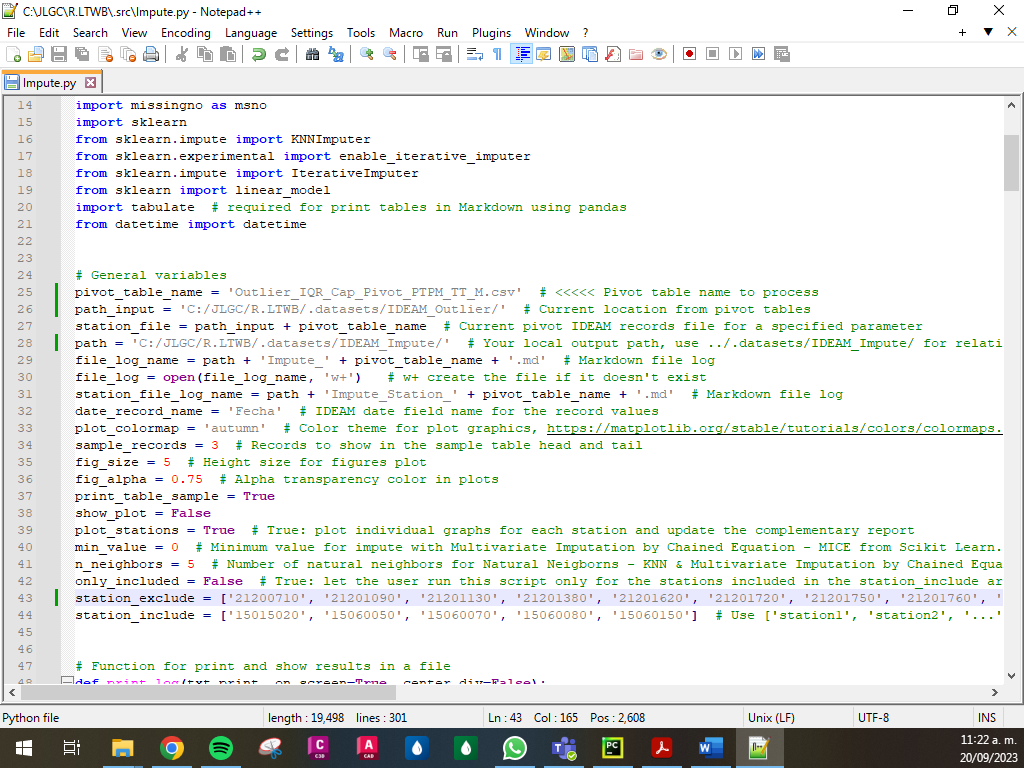 C:\JLGC\R.LTWB\.src\Impute.py - Notepad++
File Edit Search View Encoding Language Settings Tools Macro Run Plugins Window ? + ▼ X
Impute.py
14 import missingno as msno
15 import sklearn
16 from sklearn.impute import KNNImputer
17 from sklearn.experimental import enable_iterative_imputer
18 from sklearn.impute import IterativeImputer
19 from sklearn import linear_model
20 import tabulate  # required for print tables in Markdown using pandas
21 from datetime import datetime
22
23
24 # General variables
25 pivot_table_name = 'Outlier_IQR_Cap_Pivot_PTPM_TT_M.csv'  # <<<<< Pivot table name to process
26 path_input = 'C:/JLGC/R.LTWB/.datasets/IDEAM_Outlier/'  # Current location from pivot tables
27 station_file = path_input + pivot_table_name  # Current pivot IDEAM records file for a specified parameter
28 path = 'C:/JLGC/R.LTWB/.datasets/IDEAM_Impute/'  # Your local output path, use ../.datasets/IDEAM_Impute/ for relati
29 file_log_name = path + 'Impute_' + pivot_table_name + '.md'  # Markdown file log
30 file_log = open(file_log_name, 'w+')   # w+ create the file if it doesn't exist
31 station_file_log_name = path + 'Impute_Station_' + pivot_table_name + '.md'  # Markdown file log
32 date_record_name = 'Fecha'  # IDEAM date field name for the record values
33 plot_colormap = 'autumn'  # Color theme for plot graphics, https://matplotlib.org/stable/tutorials/colors/colormaps.
34 sample_records = 3  # Records to show in the sample table head and tail
35 fig_size = 5  # Height size for figures plot
36 fig_alpha = 0.75  # Alpha transparency color in plots
37 print_table_sample = True
38 show_plot = False
39 plot_stations = True  # True: plot individual graphs for each station and update the complementary report
40 min_value = 0  # Minimum value for impute with Multivariate Imputation by Chained Equation - MICE from Scikit Learn.
41 n_neighbors = 5  # Number of natural neighbors for Natural Neigborns - KNN & Multivariate Imputation by Chained Equa
42 only_included = False  # True: let the user run this script only for the stations included in the station_include ar
43 station_exclude = ['21200710', '21201090', '21201130', '21201380', '21201620', '21201720', '21201750', '21201760', '
44 station_include = ['15015020', '15060050', '15060070', '15060080', '15060150']  # Use ['station1', 'station2', '...'
45
46
47 # Function for print and show results in a file
48 def print_log(txt_print, on_screen=True, center_div=False):
Python file length : 19,498 lines : 301 Ln : 43 Col : 165 Pos : 2,608 Unix (LF) UTF-8 INS
11:22 a. m.
20/09/2023